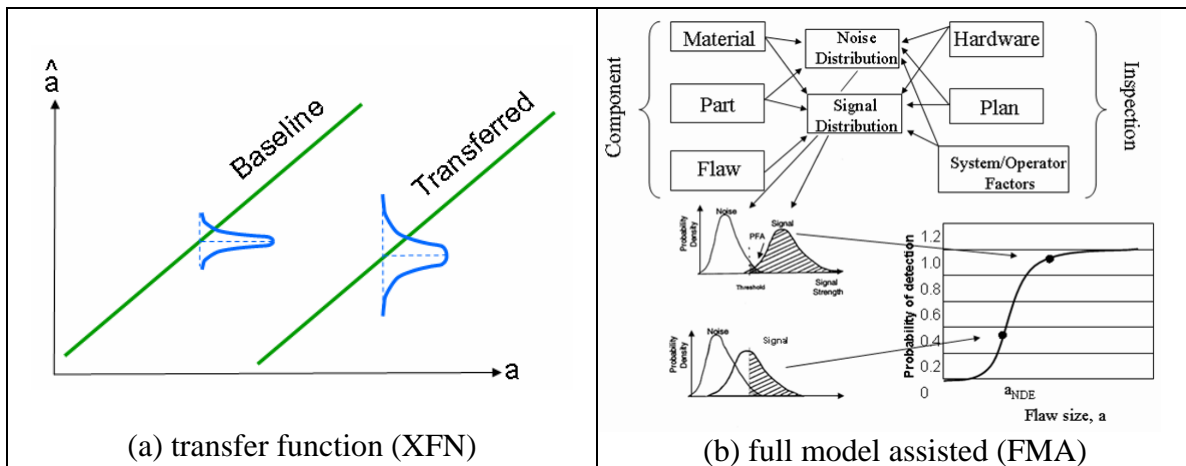 â
Baseline
Transferred
a
(a) transfer function (XFN)
Component
Material
Part
Flaw
Noise
Distribution
Signal
Distribution
Hardware
Plan
System/Operator
Factors
Inspection
Probability
Density
Noise
PFA
Signal
Threshold
Signal
Strength
Probability
Density
Noise
Signal
Probability of detection
1.2
1.0
0.8
0.6
0.4
0.2
0
a NDE
Flaw size, a
(b) full model assisted (FMA)